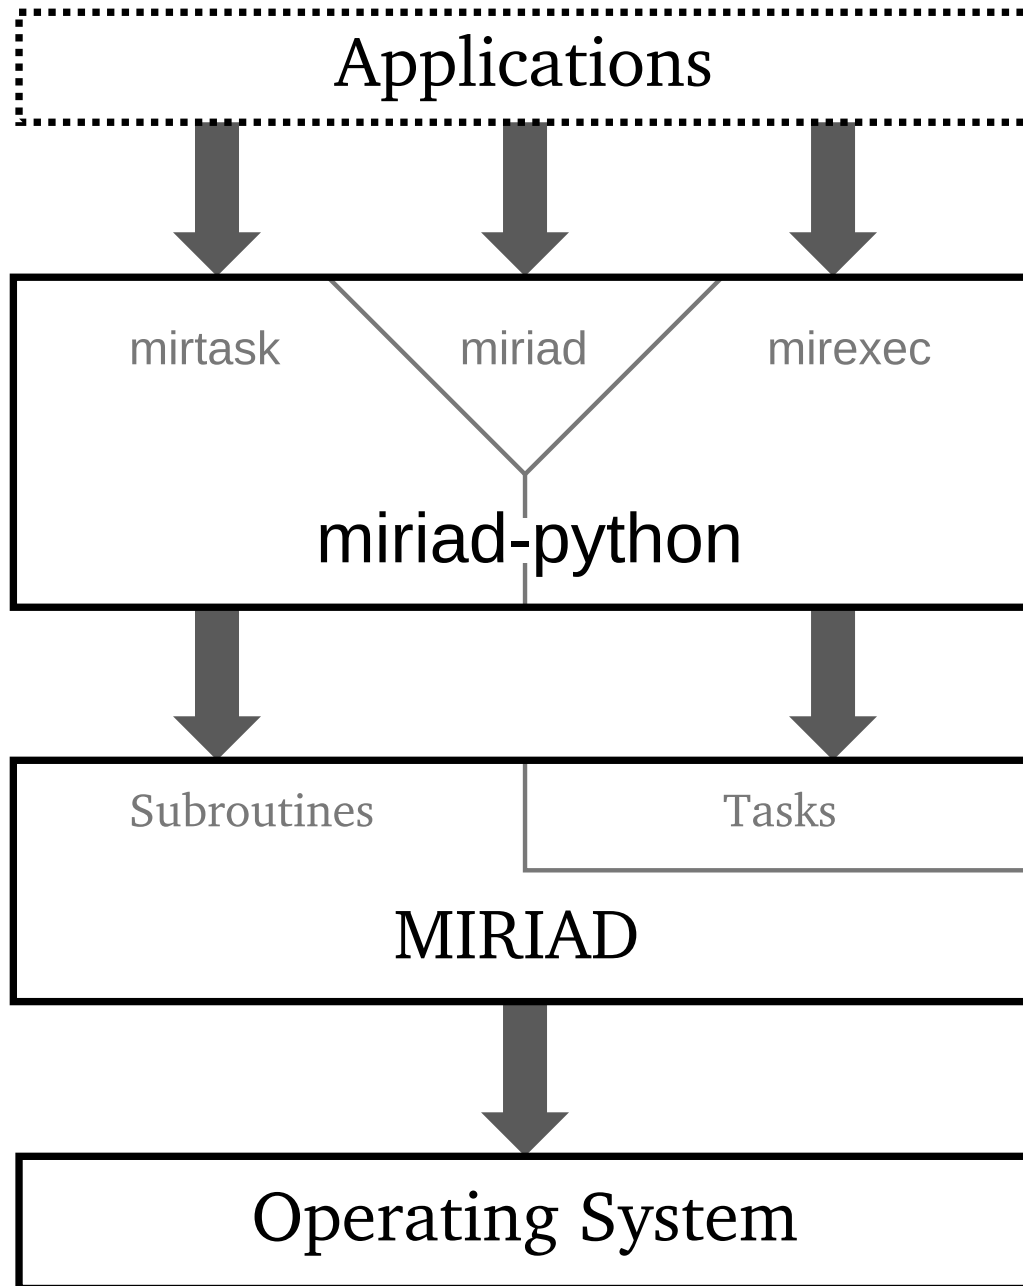 Applications
mirtask miriad mirexec
miriad-python
Subroutines Tasks
MIRIAD
Operating System